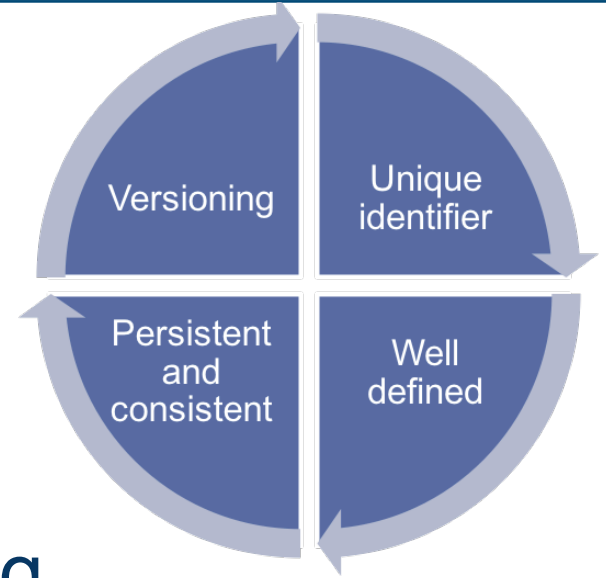 Versioning
Unique
identifier
Persistent
and
consistent
Well
defined
g